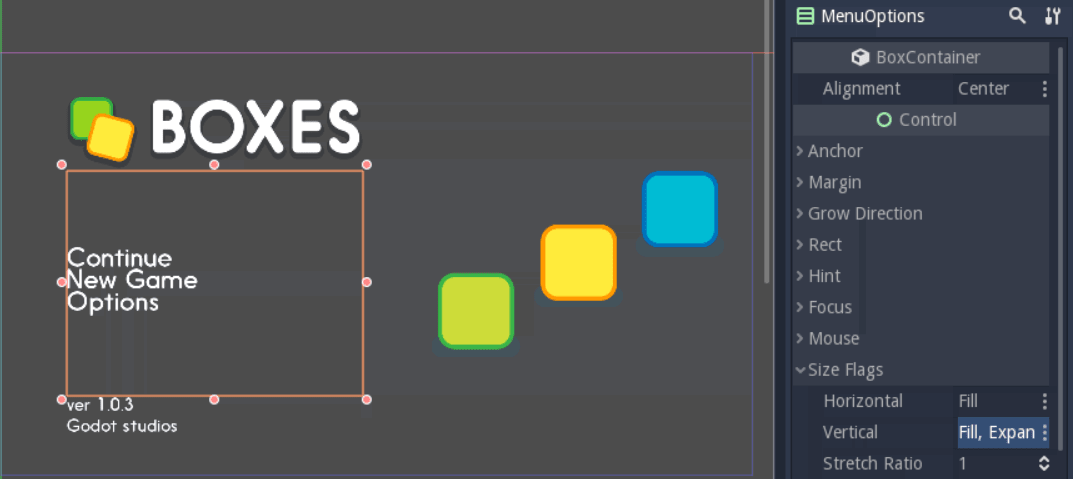 BOXES
Continue
New Game
Options
ver 1.0.3
Godot studios
MenuOptions
BoxContainer
Alignment Center
Control
Anchor
Margin
Grow Direction
Rect
Hint
Focus
Mouse
Size Flags
Horizontal Fill
Vertical Fill, Expan
Stretch Ratio 1